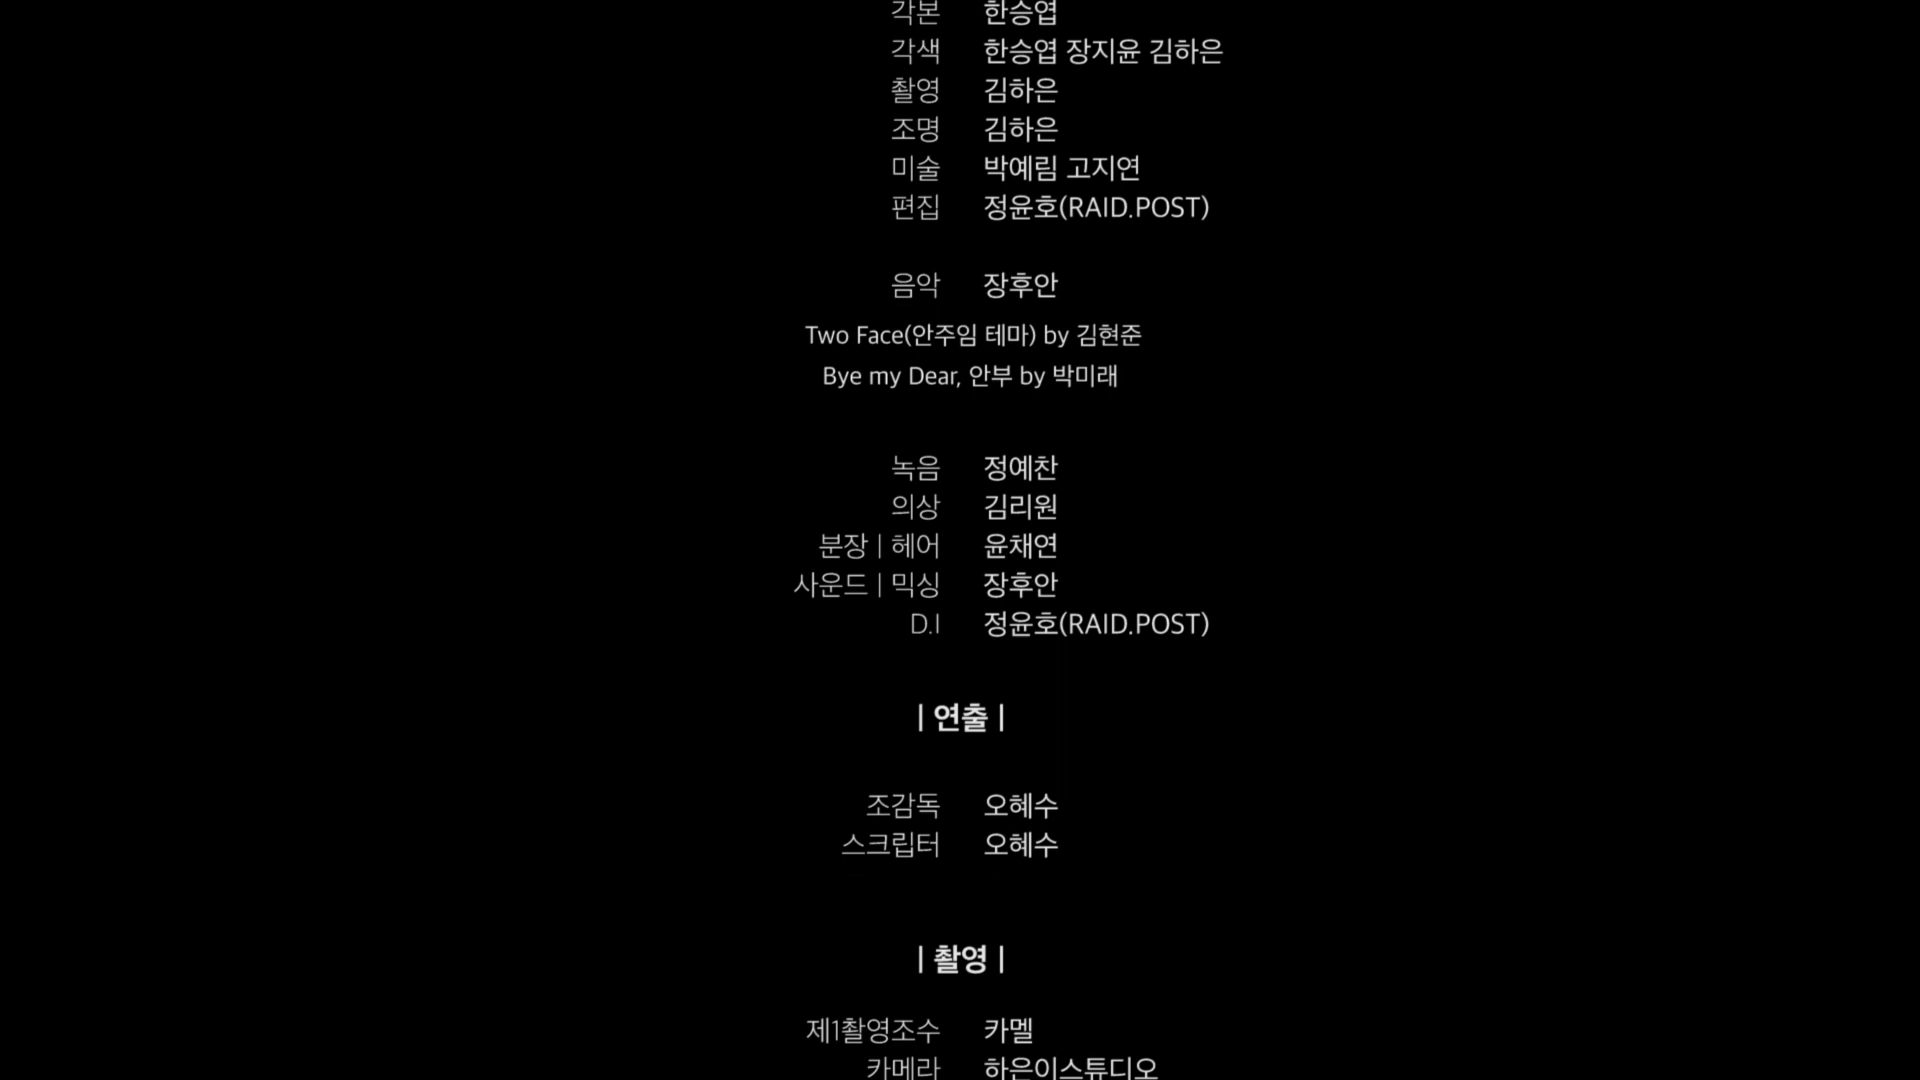 각본 한승엽
각색 한승엽 장지윤 김하은
촬영 김하은
조명 김하은
미술 박예림 고지연
편집 정윤호(RAID.POST)
음악 장후안
Two Face(안주임 테마) by 김현준
Bye my Dear, 안부 by 박미래
녹음 정예찬
의상 김리원
분장 | 헤어 윤채연
사운드 | 믹싱 장후안
D.I 정윤호(RAID.POST)
| 연출 |
조감독 오혜수
스크립터 오혜수
| 촬영 |
제1촬영조수 카멜
카메라 하은이스튜디오